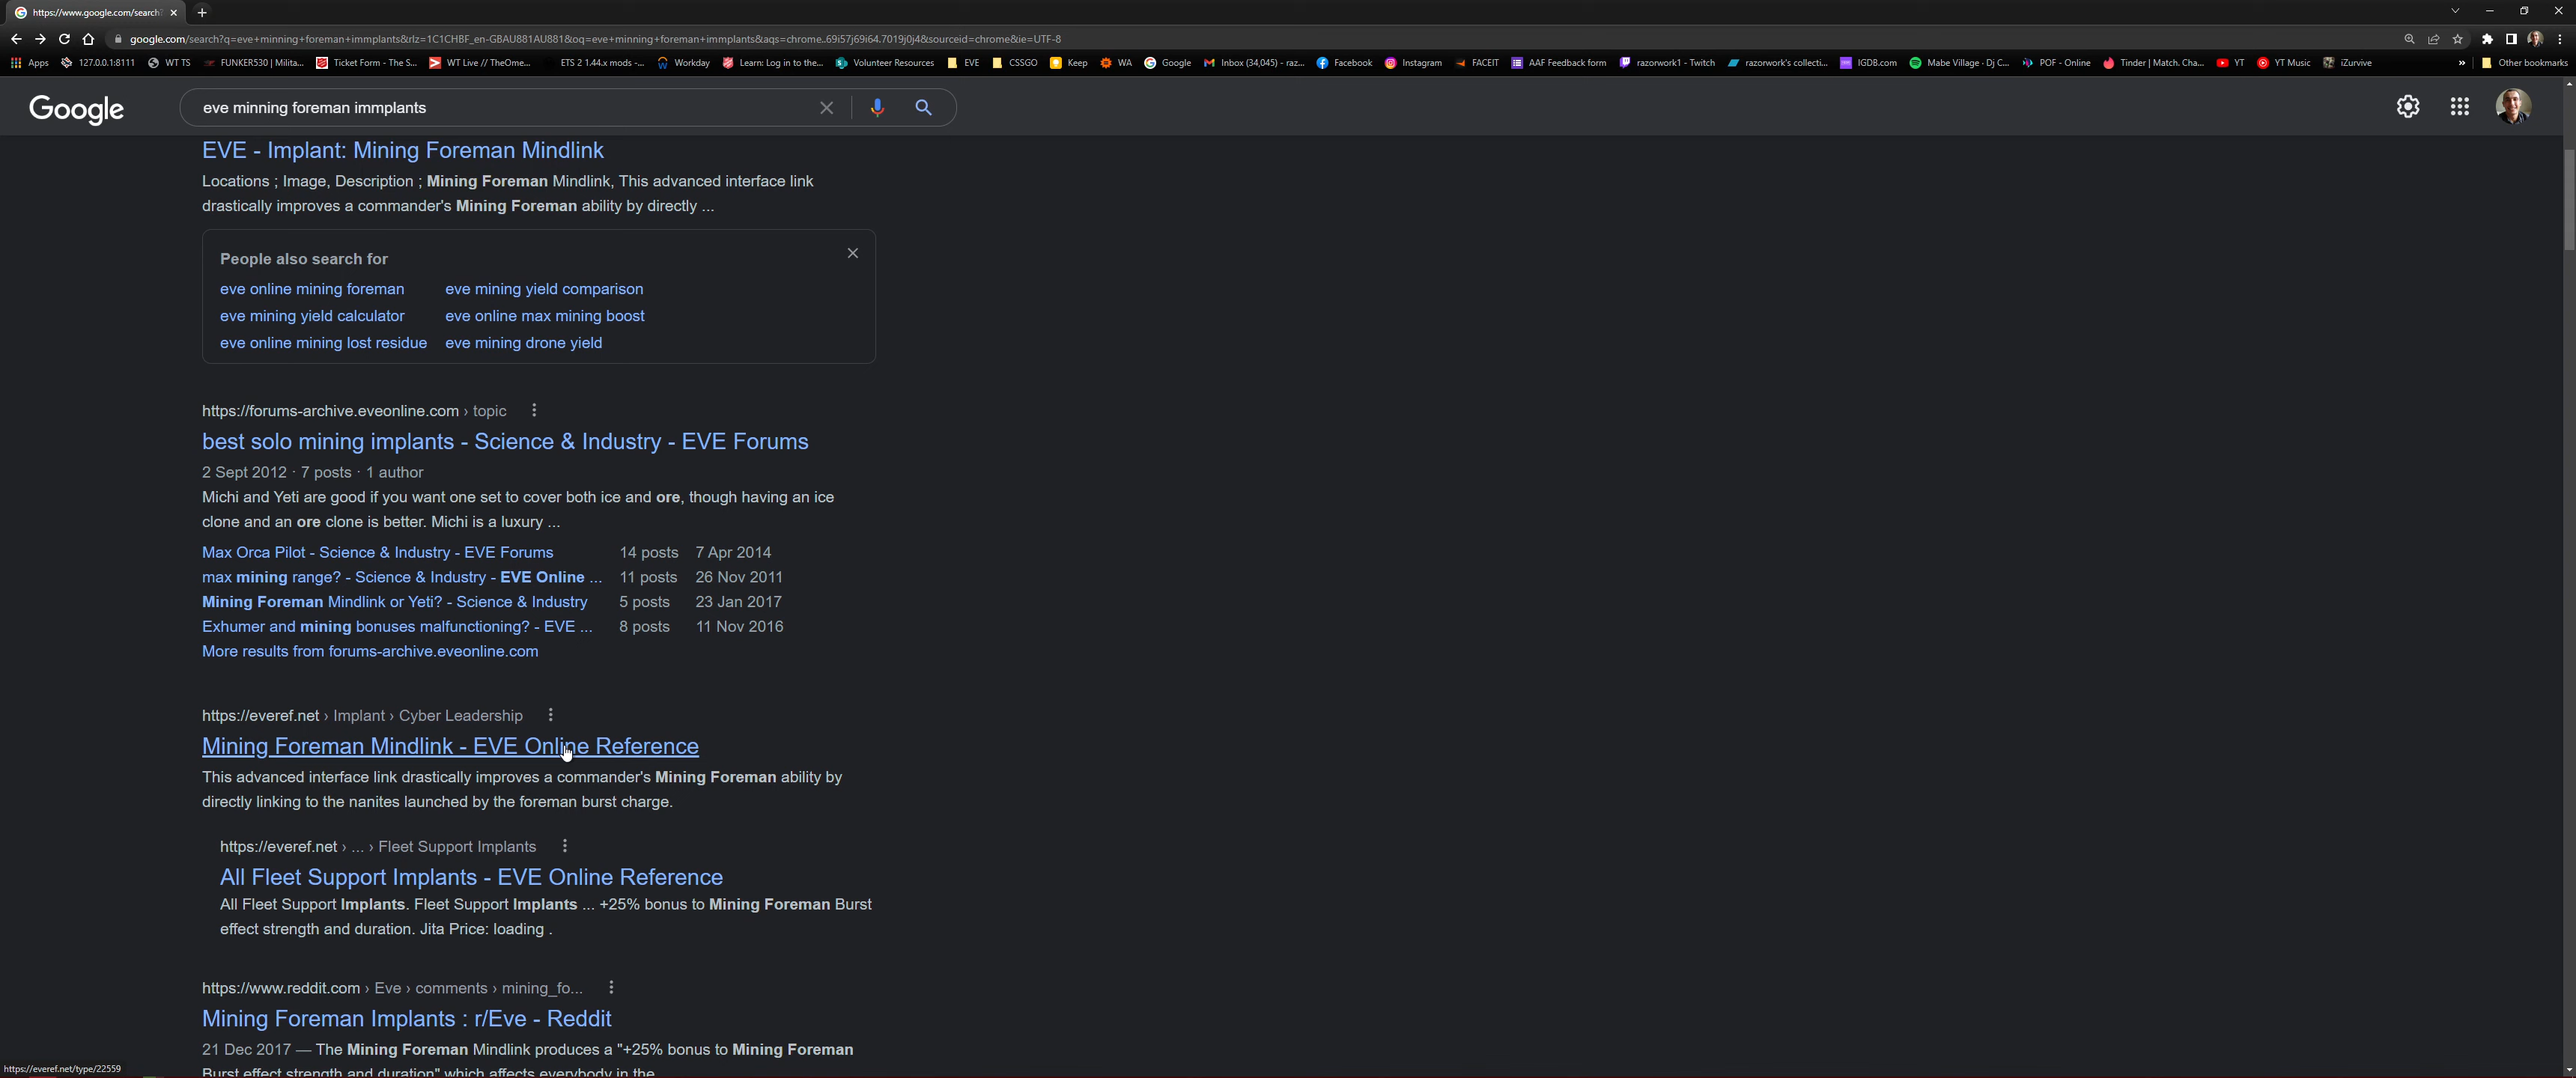 https://www.google.com/search?
google.com/search?q=eve+minning+foreman+immplants&rlz=1C1CHBF_en-GBAU881AU881&oq=eve+minning+foreman+immplants&aqs=chrome..69i57j69i64.7019j0j4&sourceid=chrome&ie=UTF-8
Apps 127.0.0.1:8111 WT TS FUNKER530 | Milita... Ticket Form - The S... WT Live // TheOme... ETS 2 1.44.x mods -... Workday Learn: Log in to the... Volunteer Resources EVE CSSGO Keep WA Google Inbox (34,045) - raz... Facebook Instagram FACEIT AAF Feedback form razorwork1 - Twitch razorwork's collecti... IGDB.com Mabe Village - Dj C... POF - Online Tinder | Match. Cha... YT YT Music iZurvive » Other bookmarks
Google eve minning foreman immplants
EVE - Implant: Mining Foreman Mindlink
Locations ; Image, Description ; Mining Foreman Mindlink, This advanced interface link
drastically improves a commander's Mining Foreman ability by directly ...
People also search for
eve online mining foreman eve mining yield comparison
eve mining yield calculator eve online max mining boost
eve online mining lost residue eve mining drone yield
https://forums-archive.eveonline.com › topic
best solo mining implants - Science & Industry - EVE Forums
2 Sept 2012 · 7 posts · 1 author
Michi and Yeti are good if you want one set to cover both ice and ore, though having an ice
clone and an ore clone is better. Michi is a luxury ...
Max Orca Pilot - Science & Industry - EVE Forums 14 posts 7 Apr 2014
max mining range? - Science & Industry - EVE Online ... 11 posts 26 Nov 2011
Mining Foreman Mindlink or Yeti? - Science & Industry 5 posts 23 Jan 2017
Exhumer and mining bonuses malfunctioning? - EVE ... 8 posts 11 Nov 2016
More results from forums-archive.eveonline.com
https://everef.net › Implant › Cyber Leadership
Mining Foreman Mindlink - EVE Online Reference
This advanced interface link drastically improves a commander's Mining Foreman ability by
directly linking to the nanites launched by the foreman burst charge.
https://everef.net › ... › Fleet Support Implants
All Fleet Support Implants - EVE Online Reference
All Fleet Support Implants. Fleet Support Implants ... +25% bonus to Mining Foreman Burst
effect strength and duration. Jita Price: loading .
https://www.reddit.com › Eve › comments › mining_fo...
Mining Foreman Implants : r/Eve - Reddit
21 Dec 2017 — The Mining Foreman Mindlink produces a "+25% bonus to Mining Foreman
Burst effect strength and duration" which affects everybody in the
https://everef.net/type/22559